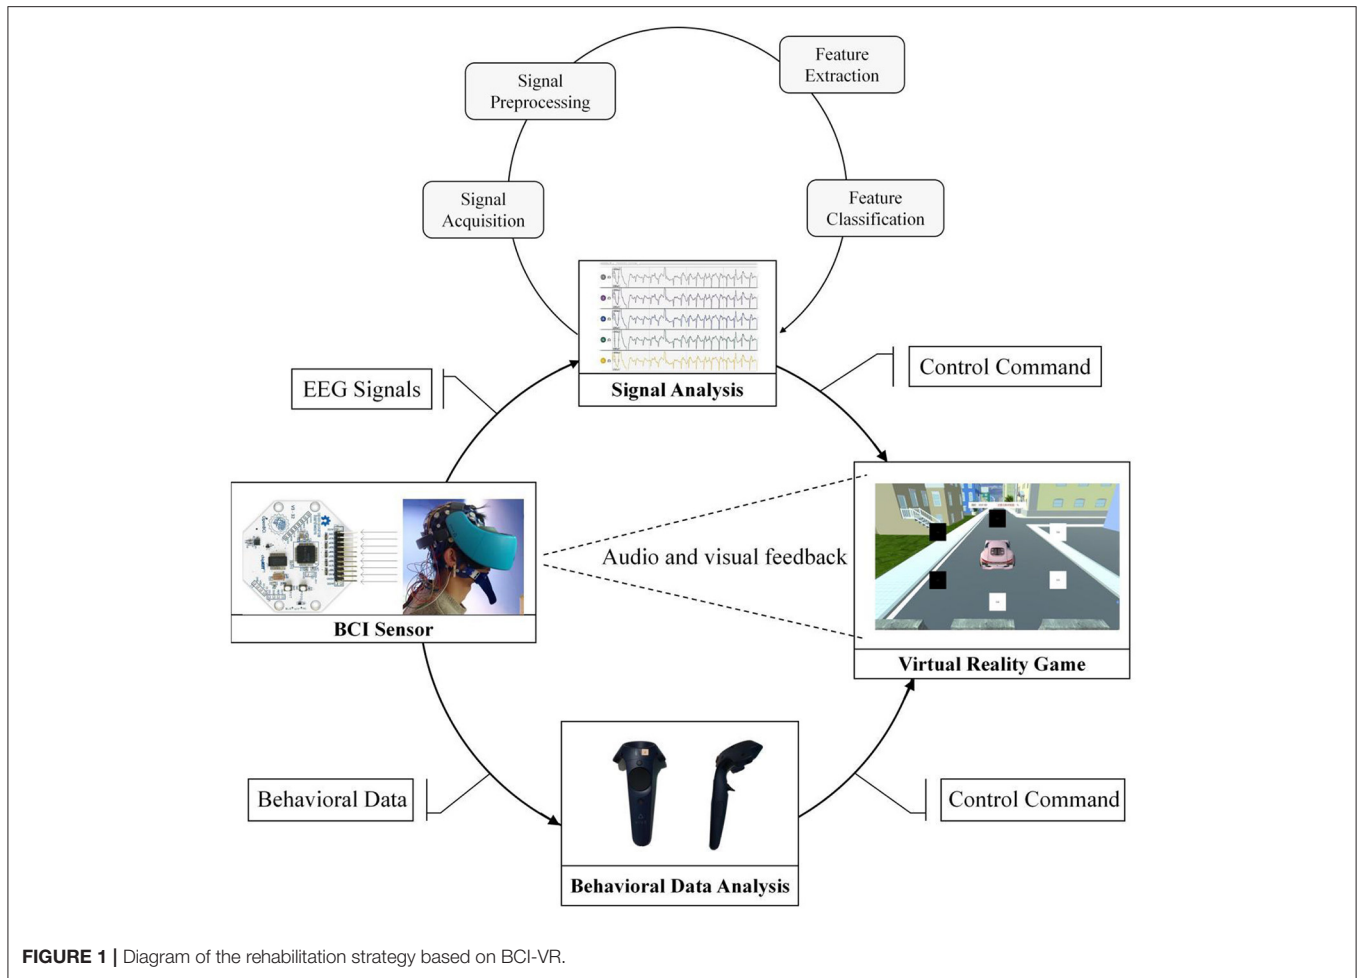 Feature
Extraction
Signal
Preprocessing
Signal
Acquisition
Feature
Classification
Signal Analysis
EEG Signals
Control Command
Audio and visual feedback
BCI Sensor
Virtual Reality Game
Behavioral Data
Control Command
Behavioral Data Analysis
FIGURE 1 | Diagram of the rehabilitation strategy based on BCI-VR.